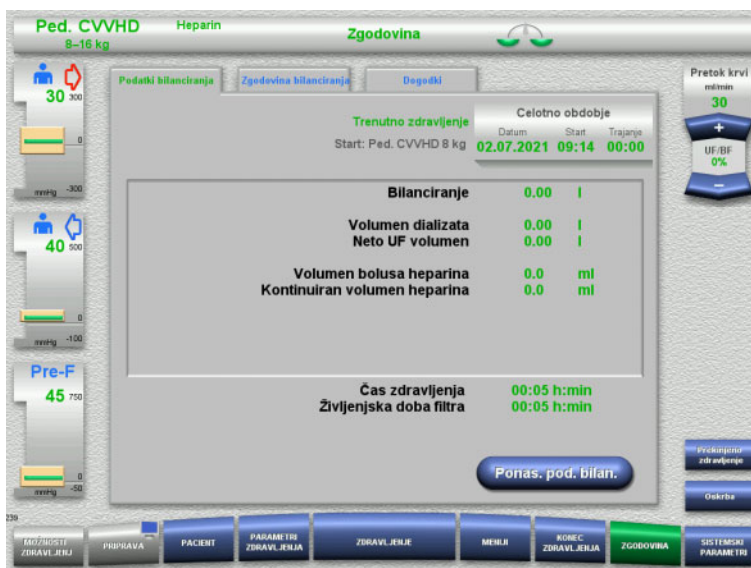 Ped. CVVHD
8–16 kg
Heparin
Zgodovina
30
300
0
mmHg
-300
40
500
0
mmHg
-100
Pre-F
45
750
0
mmHg
-50
Podatki bilanciranja
Zgodovina bilanciranja
Dogodki
Trenutno zdravljenje
Start: Ped. CVVHD 8 kg
Celotno obdobje
Datum Start Trajanje
02.07.2021 09:14 00:00
Bilanciranje 0.00 l
Volumen dializata 0.00 l
Neto UF volumen 0.00 l
Volumen bolusa heparina 0.0 ml
Kontinuiran volumen heparina 0.0 ml
Čas zdravljenja 00:05 h:min
Življenjska doba filtra 00:05 h:min
Ponas. pod. bilan.
Pretok krvi
ml/min
30
+
UF/BF
0%
–
Prekinjeno
zdravljenje
Oskrba
239
MOŽNOSTI
ZDRAVLJENJ
PRIPRAVA
PACIENT
PARAMETRI
ZDRAVLJENJA
ZDRAVLJENJE
MENIJI
KONEC
ZDRAVLJENJA
ZGODOVINA
SISTEMSKI
PARAMETRI